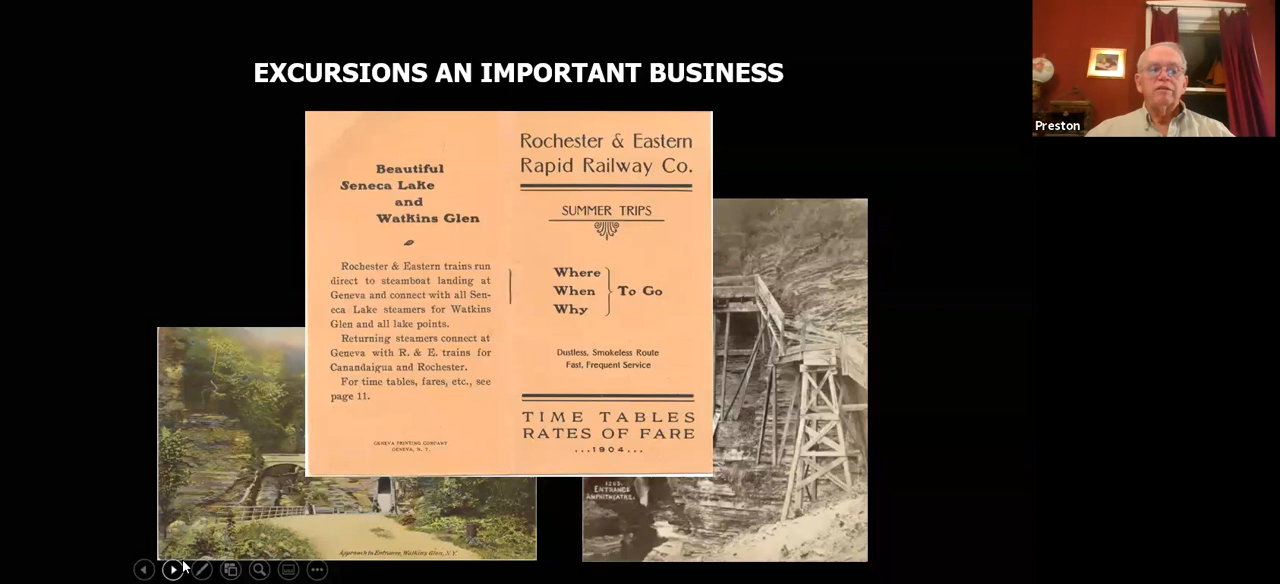 EXCURSIONS AN IMPORTANT BUSINESS
Preston
Beautiful
Seneca Lake
and
Watkins Glen
Rochester & Eastern trains run
direct to steamboat landing at
Geneva and connect with all Sen-
eca Lake steamers for Watkins
Glen and all lake points.
Returning steamers connect at
Geneva with R. & E. trains for
Canandaigua and Rochester.
For time tables, fares, etc., see
page 11.
GENEVA PRINTING COMPANY
GENEVA, N. Y.
Rochester & Eastern
Rapid Railway Co.
SUMMER TRIPS
Where
When
Why
To Go
Dustless, Smokeless Route
Fast, Frequent Service
TIME TABLES
RATES OF FARE
...1904...
Approach to Entrance, Watkins Glen, N.Y.
ENTRANCE
AMPHITHEATRE.